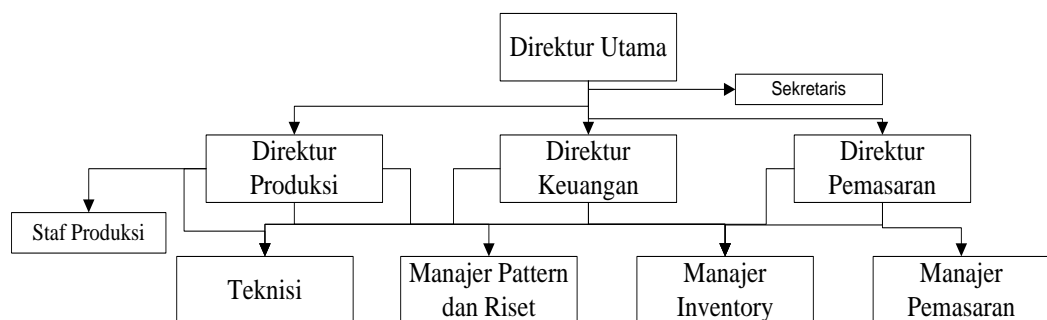 Direktur Utama
Sekretaris
Direktur
Produksi
Direktur
Keuangan
Direktur
Pemasaran
Staf Produksi
Teknisi
Manajer Pattern
dan Riset
Manajer
Inventory
Manajer
Pemasaran